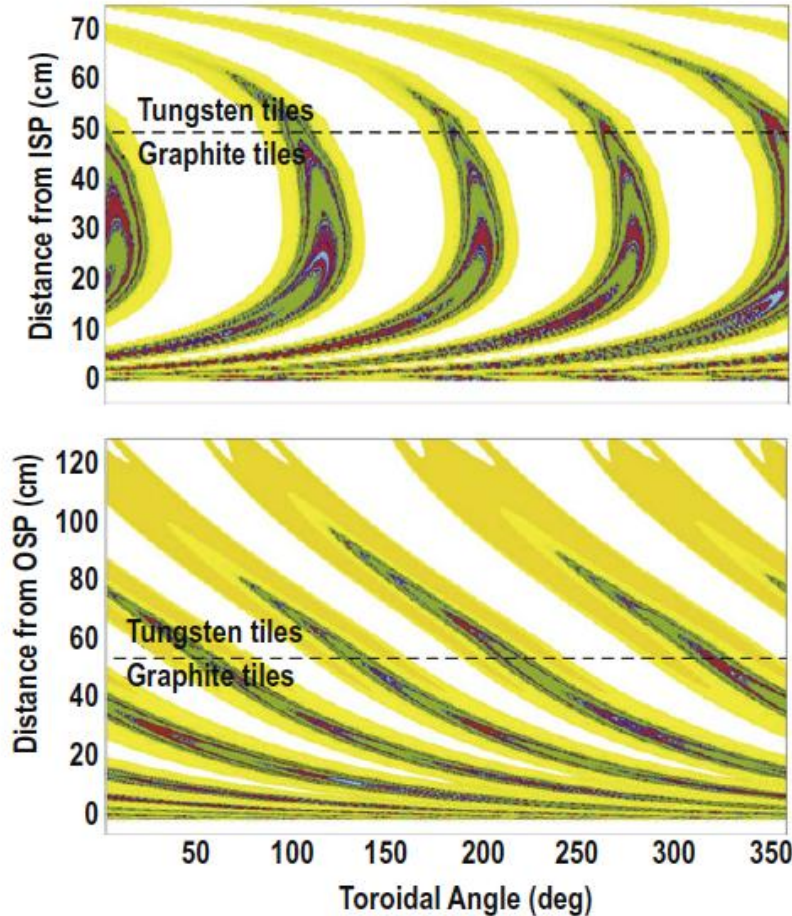 70
60
50
40
30
20
10
0
Distance from ISP (cm)
Tungsten tiles
Graphite tiles
120
100
80
60
40
20
0
Distance from OSP (cm)
Tungsten tiles
Graphite tiles
50 100 150 200 250 300 350
Toroidal Angle (deg)